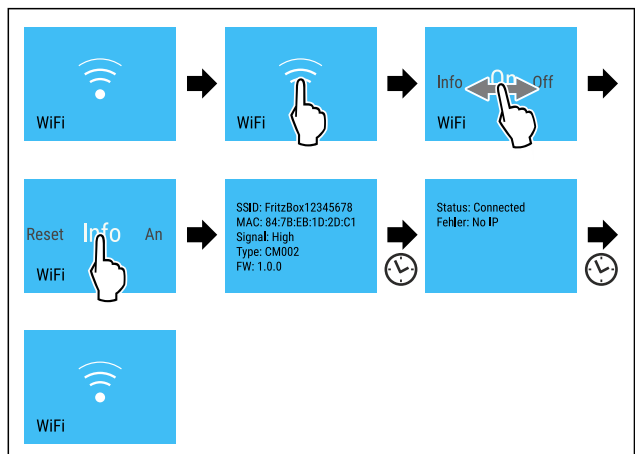 WiFi
WiFi
Info On Off
WiFi
Reset Info An
WiFi
SSID: FritzBox12345678
MAC: 84:7B:EB:1D:2D:C1
Signal: High
Type: CM002
FW: 1.0.0
Status: Connected
Fehler: No IP
WiFi